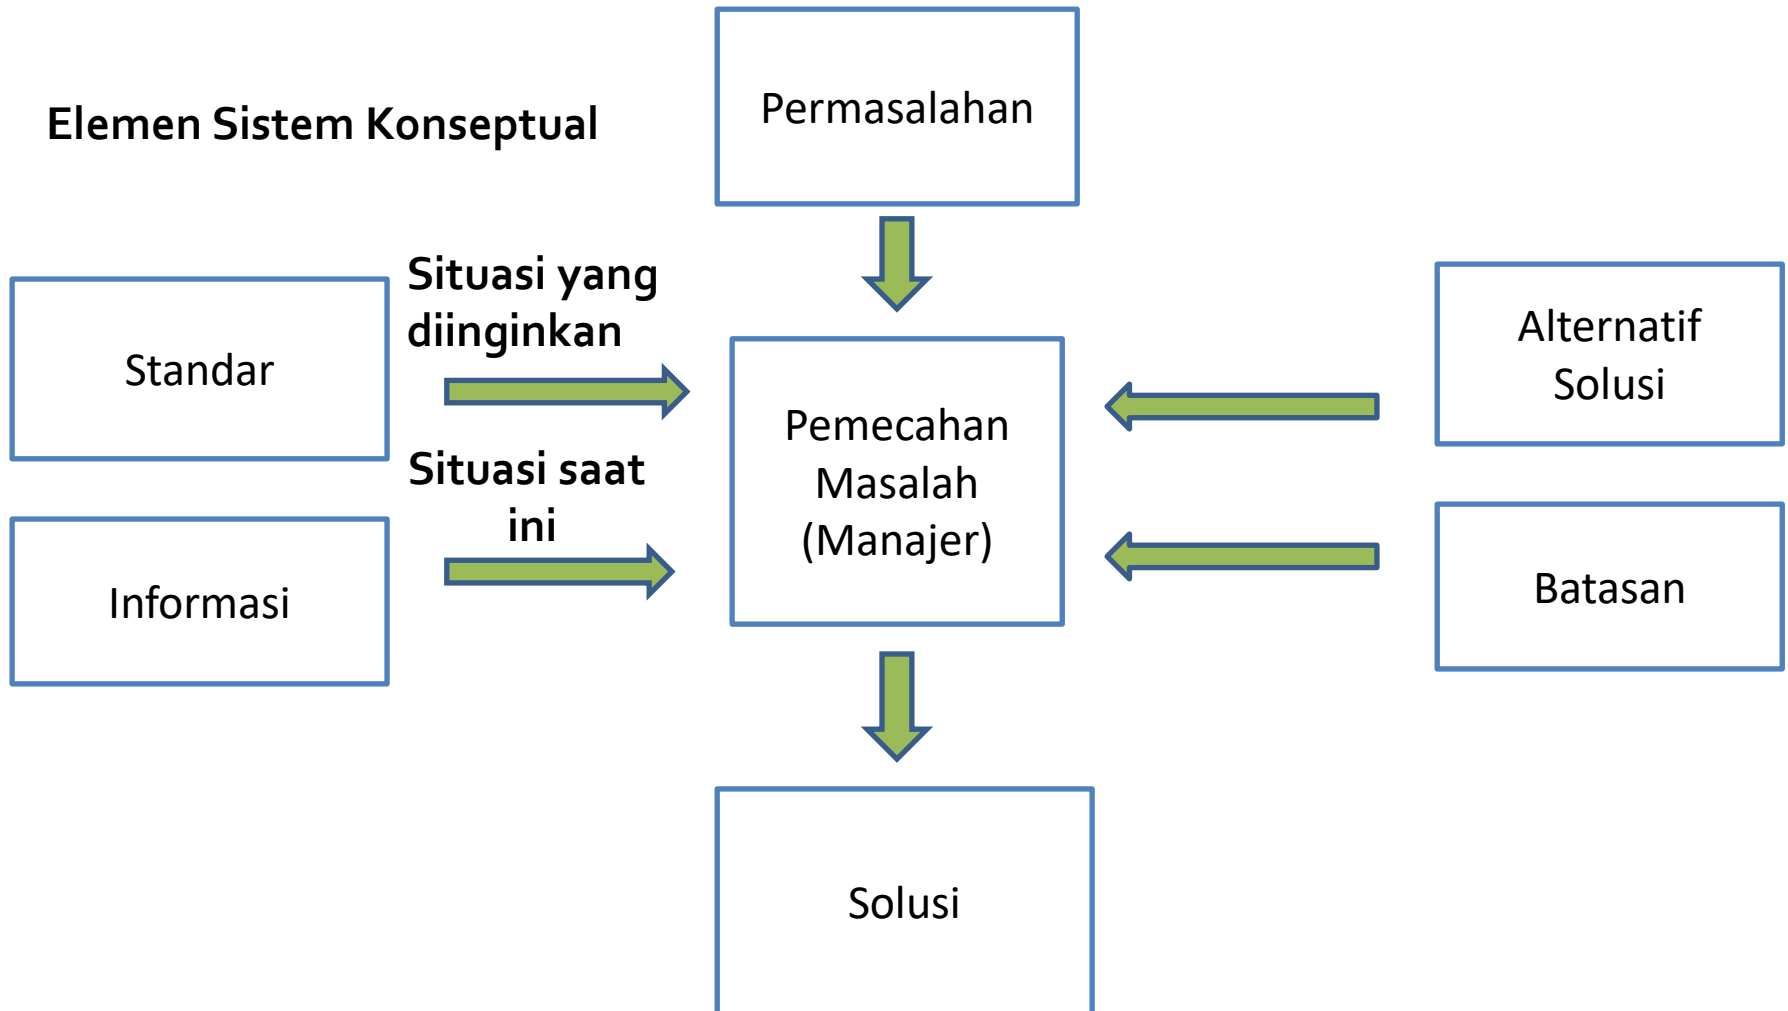 Permasalahan
Elemen Sistem Konseptual
Situasi yang
diinginkan
Standar
Situasi saat
ini
Informasi
Pemecahan
Masalah
(Manajer)
Alternatif
Solusi
Batasan
Solusi